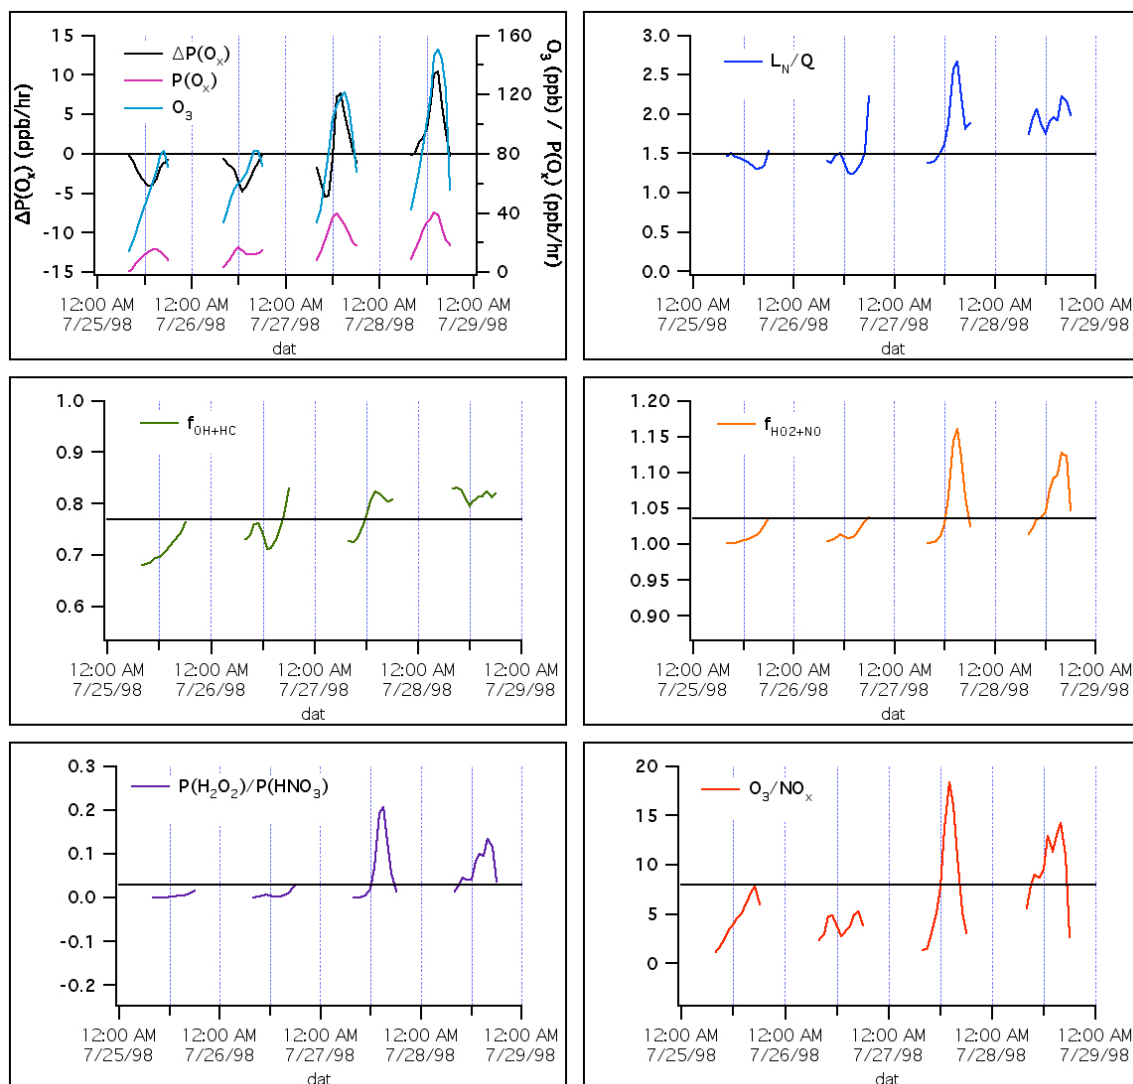 15
10
5
0
-5
-10
-15
ΔP(Oₓ) (ppb/hr)
ΔP(Oₓ)
P(Oₓ)
O₃
160
120
80
40
0
O₃ (ppb) / P(Oₓ) (ppb/hr)
12:00 AM 12:00 AM 12:00 AM 12:00 AM 12:00 AM
7/25/98 7/26/98 7/27/98 7/28/98 7/29/98
dat
3.0
2.5
2.0
1.5
1.0
0.5
0.0
L_N/Q
12:00 AM 12:00 AM 12:00 AM 12:00 AM 12:00 AM
7/25/98 7/26/98 7/27/98 7/28/98 7/29/98
dat
1.0
0.9
0.8
0.7
0.6
f_OH+HC
12:00 AM 12:00 AM 12:00 AM 12:00 AM 12:00 AM
7/25/98 7/26/98 7/27/98 7/28/98 7/29/98
dat
1.20
1.15
1.10
1.05
1.00
0.95
0.90
f_HO2+NO
12:00 AM 12:00 AM 12:00 AM 12:00 AM 12:00 AM
7/25/98 7/26/98 7/27/98 7/28/98 7/29/98
dat
0.3
0.2
0.1
0.0
-0.1
-0.2
P(H₂O₂)/P(HNO₃)
12:00 AM 12:00 AM 12:00 AM 12:00 AM 12:00 AM
7/25/98 7/26/98 7/27/98 7/28/98 7/29/98
dat
20
15
10
5
0
O₃/NOₓ
12:00 AM 12:00 AM 12:00 AM 12:00 AM 12:00 AM
7/25/98 7/26/98 7/27/98 7/28/98 7/29/98
dat